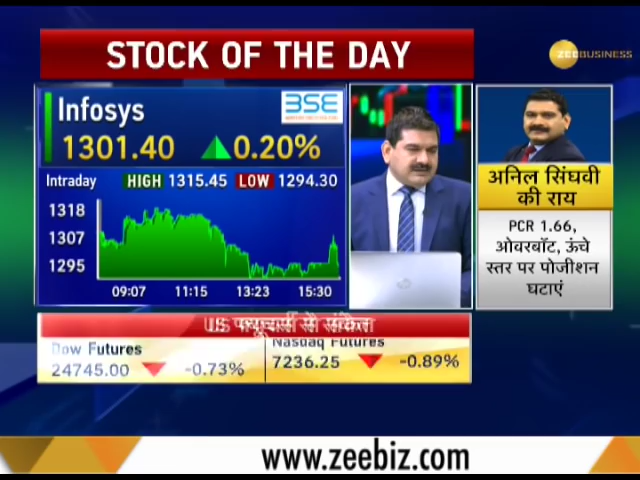 STOCK OF THE DAY
ZEE BUSINESS
Infosys
BSE
1301.40 0.20%
Intraday HIGH 1315.45 LOW 1294.30
1318
1307
1295
09:07 11:15 13:23 15:30
अनिल सिंघवी
की राय
PCR 1.66,
ओवरबॉट, ऊंचे
स्तर पर पोजीशन
घटाएं
US
Dow Futures
24745.00 -0.73%
Nasdaq Futures
7236.25 -0.89%
www.zeebiz.com